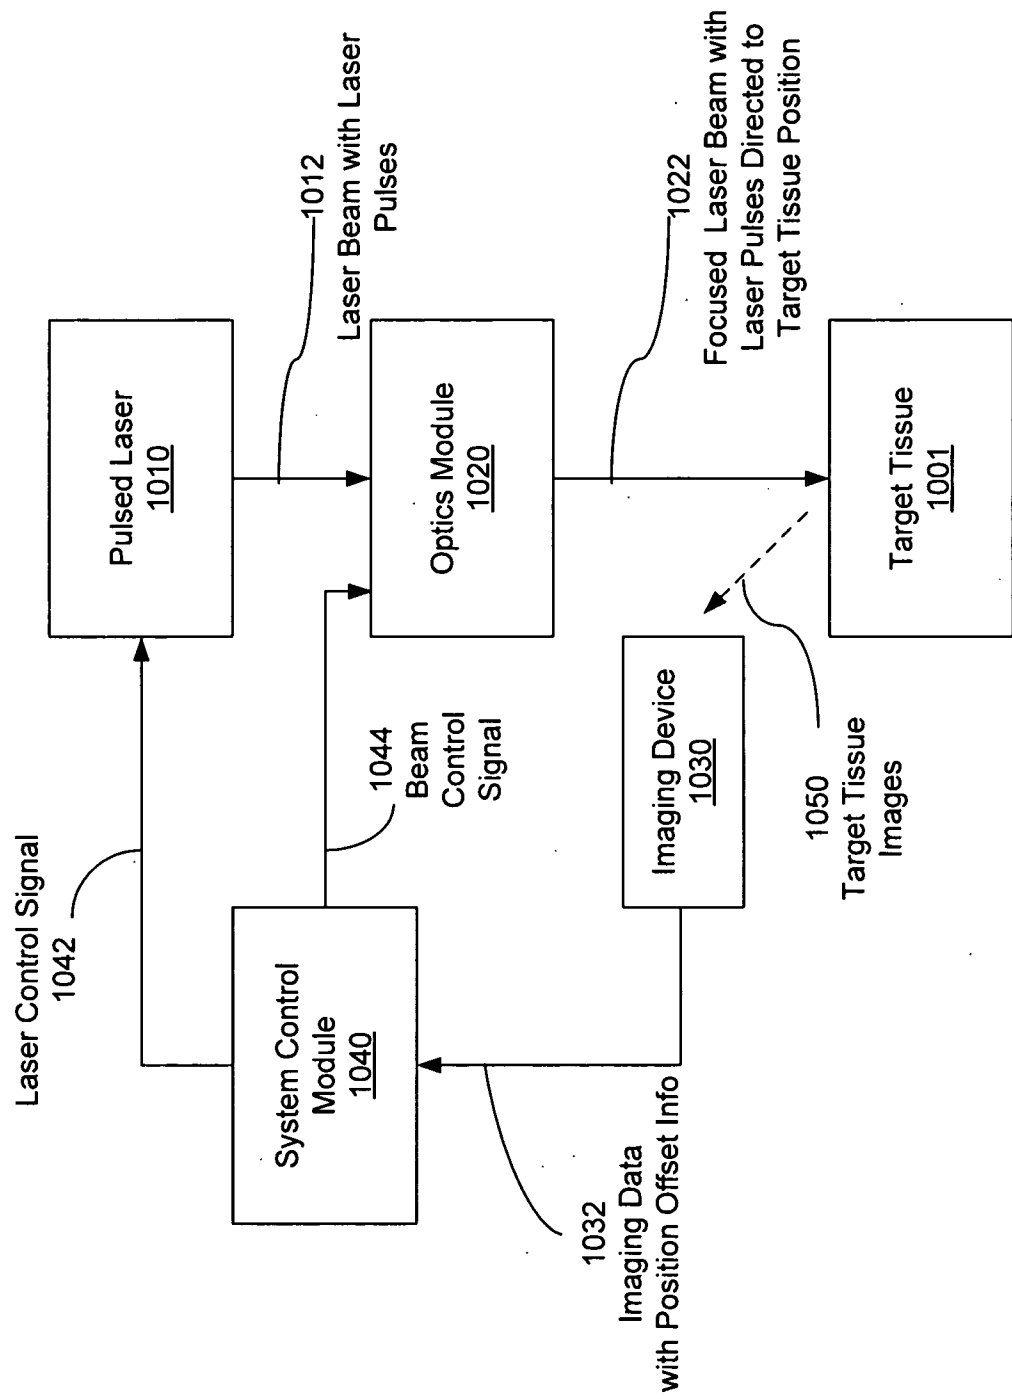 Laser Control Signal
1042
Pulsed Laser
1010
1012
Laser Beam with Laser
Pulses
System Control
Module
1040
1044
Beam
Control
Signal
Optics Module
1020
1032
Imaging Data
with Position Offset Info
Imaging Device
1030
1022
Focused Laser Beam with
Laser Pulses Directed to
Target Tissue Position
1050
Target Tissue
Images
Target Tissue
1001